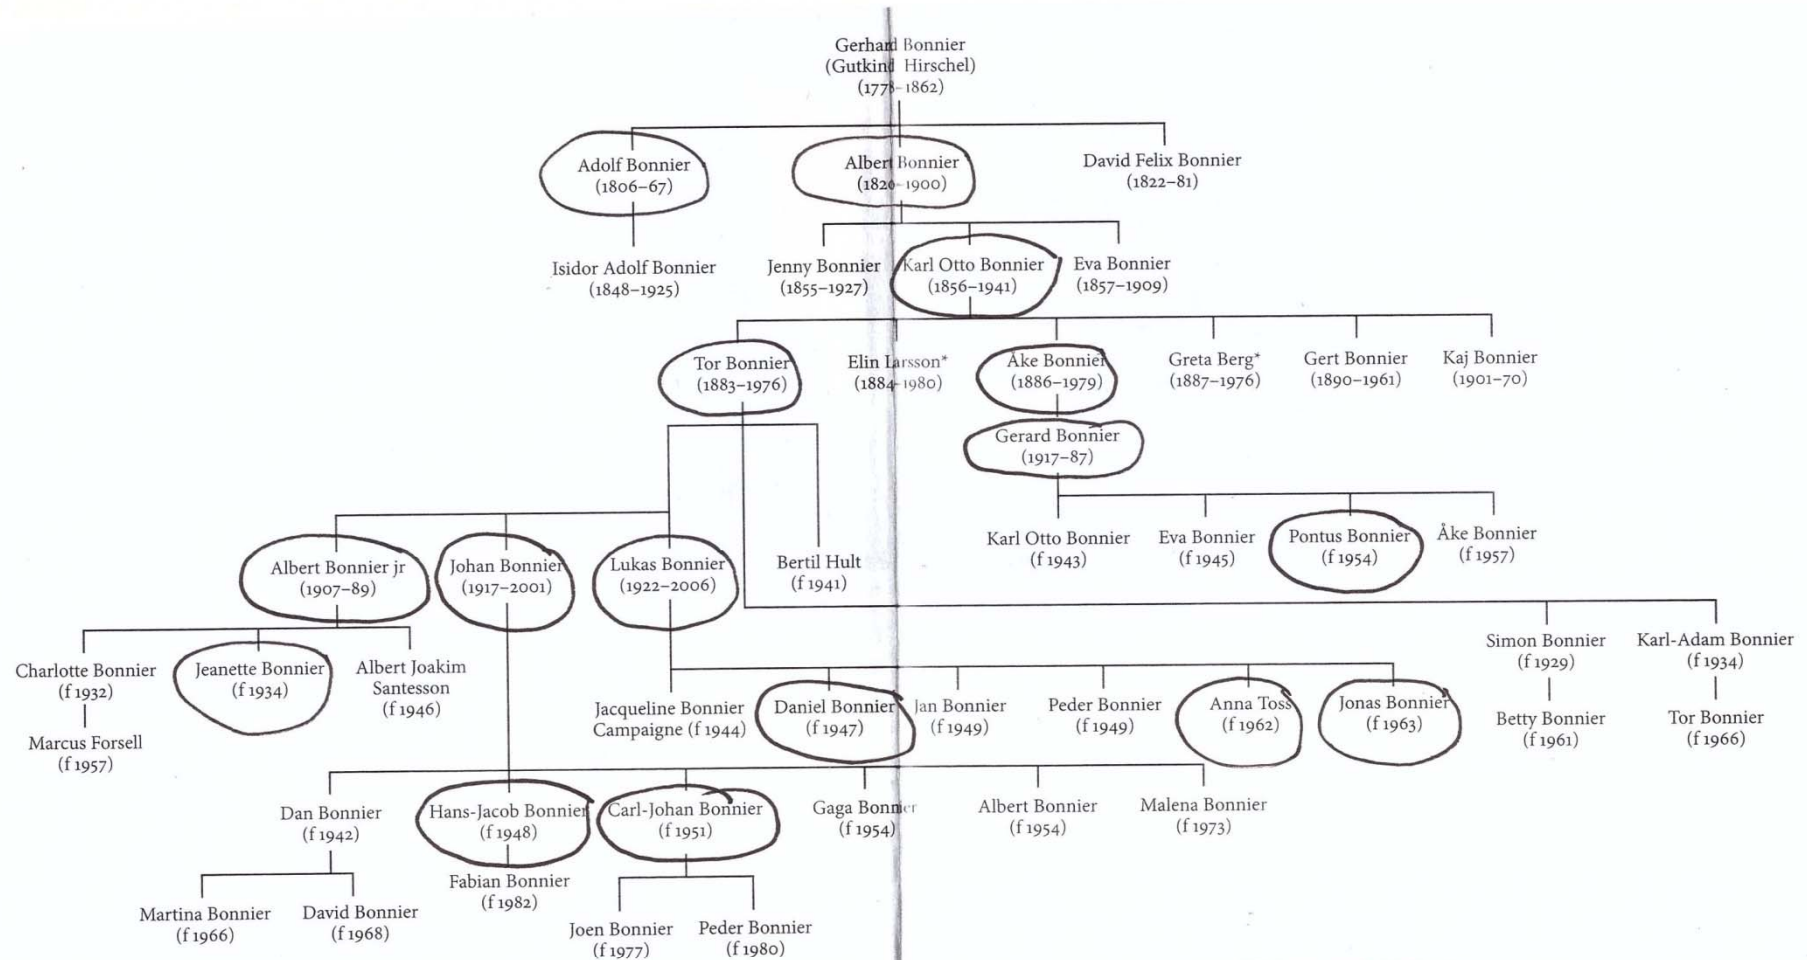 Gerhard Bonnier
(Gutkind Hirschel)
(1778–1862)
Adolf Bonnier
(1806–67)
Albert Bonnier
(1820–1900)
David Felix Bonnier
(1822–81)
Isidor Adolf Bonnier
(1848–1925)
Jenny Bonnier
(1855–1927)
Karl Otto Bonnier
(1856–1941)
Eva Bonnier
(1857–1909)
Tor Bonnier
(1883–1976)
Elin Larsson*
(1884–1980)
Åke Bonnier
(1886–1979)
Greta Berg*
(1887–1976)
Gert Bonnier
(1890–1961)
Kaj Bonnier
(1901–70)
Gerard Bonnier
(1917–87)
Karl Otto Bonnier
(f 1943)
Eva Bonnier
(f 1945)
Pontus Bonnier
(f 1954)
Åke Bonnier
(f 1957)
Albert Bonnier jr
(1907–89)
Johan Bonnier
(1917–2001)
Lukas Bonnier
(1922–2006)
Bertil Hult
(f 1941)
Simon Bonnier
(f 1929)
Karl-Adam Bonnier
(f 1934)
Charlotte Bonnier
(f 1932)
Jeanette Bonnier
(f 1934)
Albert Joakim
Santesson
(f 1946)
Jacqueline Bonnier
Campaigne (f 1944)
Daniel Bonnier
(f 1947)
Jan Bonnier
(f 1949)
Peder Bonnier
(f 1949)
Anna Toss
(f 1962)
Jonas Bonnier
(f 1963)
Betty Bonnier
(f 1961)
Tor Bonnier
(f 1966)
Marcus Forsell
(f 1957)
Dan Bonnier
(f 1942)
Hans-Jacob Bonnier
(f 1948)
Carl-Johan Bonnier
(f 1951)
Gaga Bonnier
(f 1954)
Albert Bonnier
(f 1954)
Malena Bonnier
(f 1973)
Martina Bonnier
(f 1966)
David Bonnier
(f 1968)
Fabian Bonnier
(f 1982)
Joen Bonnier
(f 1977)
Peder Bonnier
(f 1980)